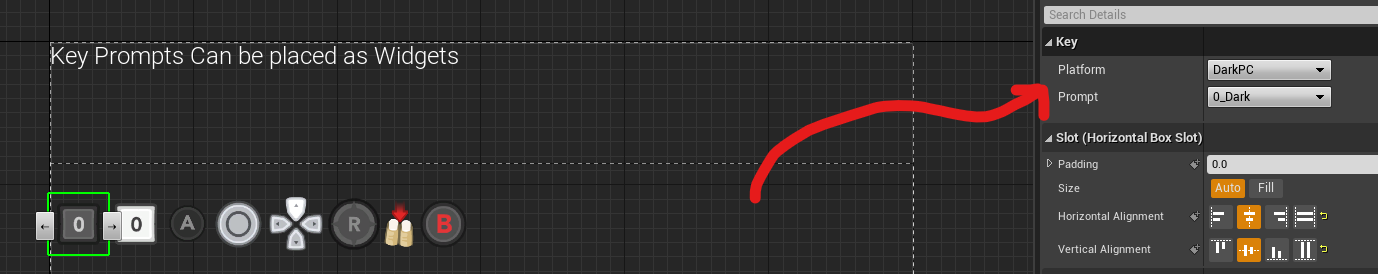 Key Prompts Can be placed as Widgets
0
0
A
R
B
Search Details
Key
Platform
DarkPC
Prompt
0_Dark
Slot (Horizontal Box Slot)
Padding
0.0
Size
Auto
Fill
Horizontal Alignment
Vertical Alignment